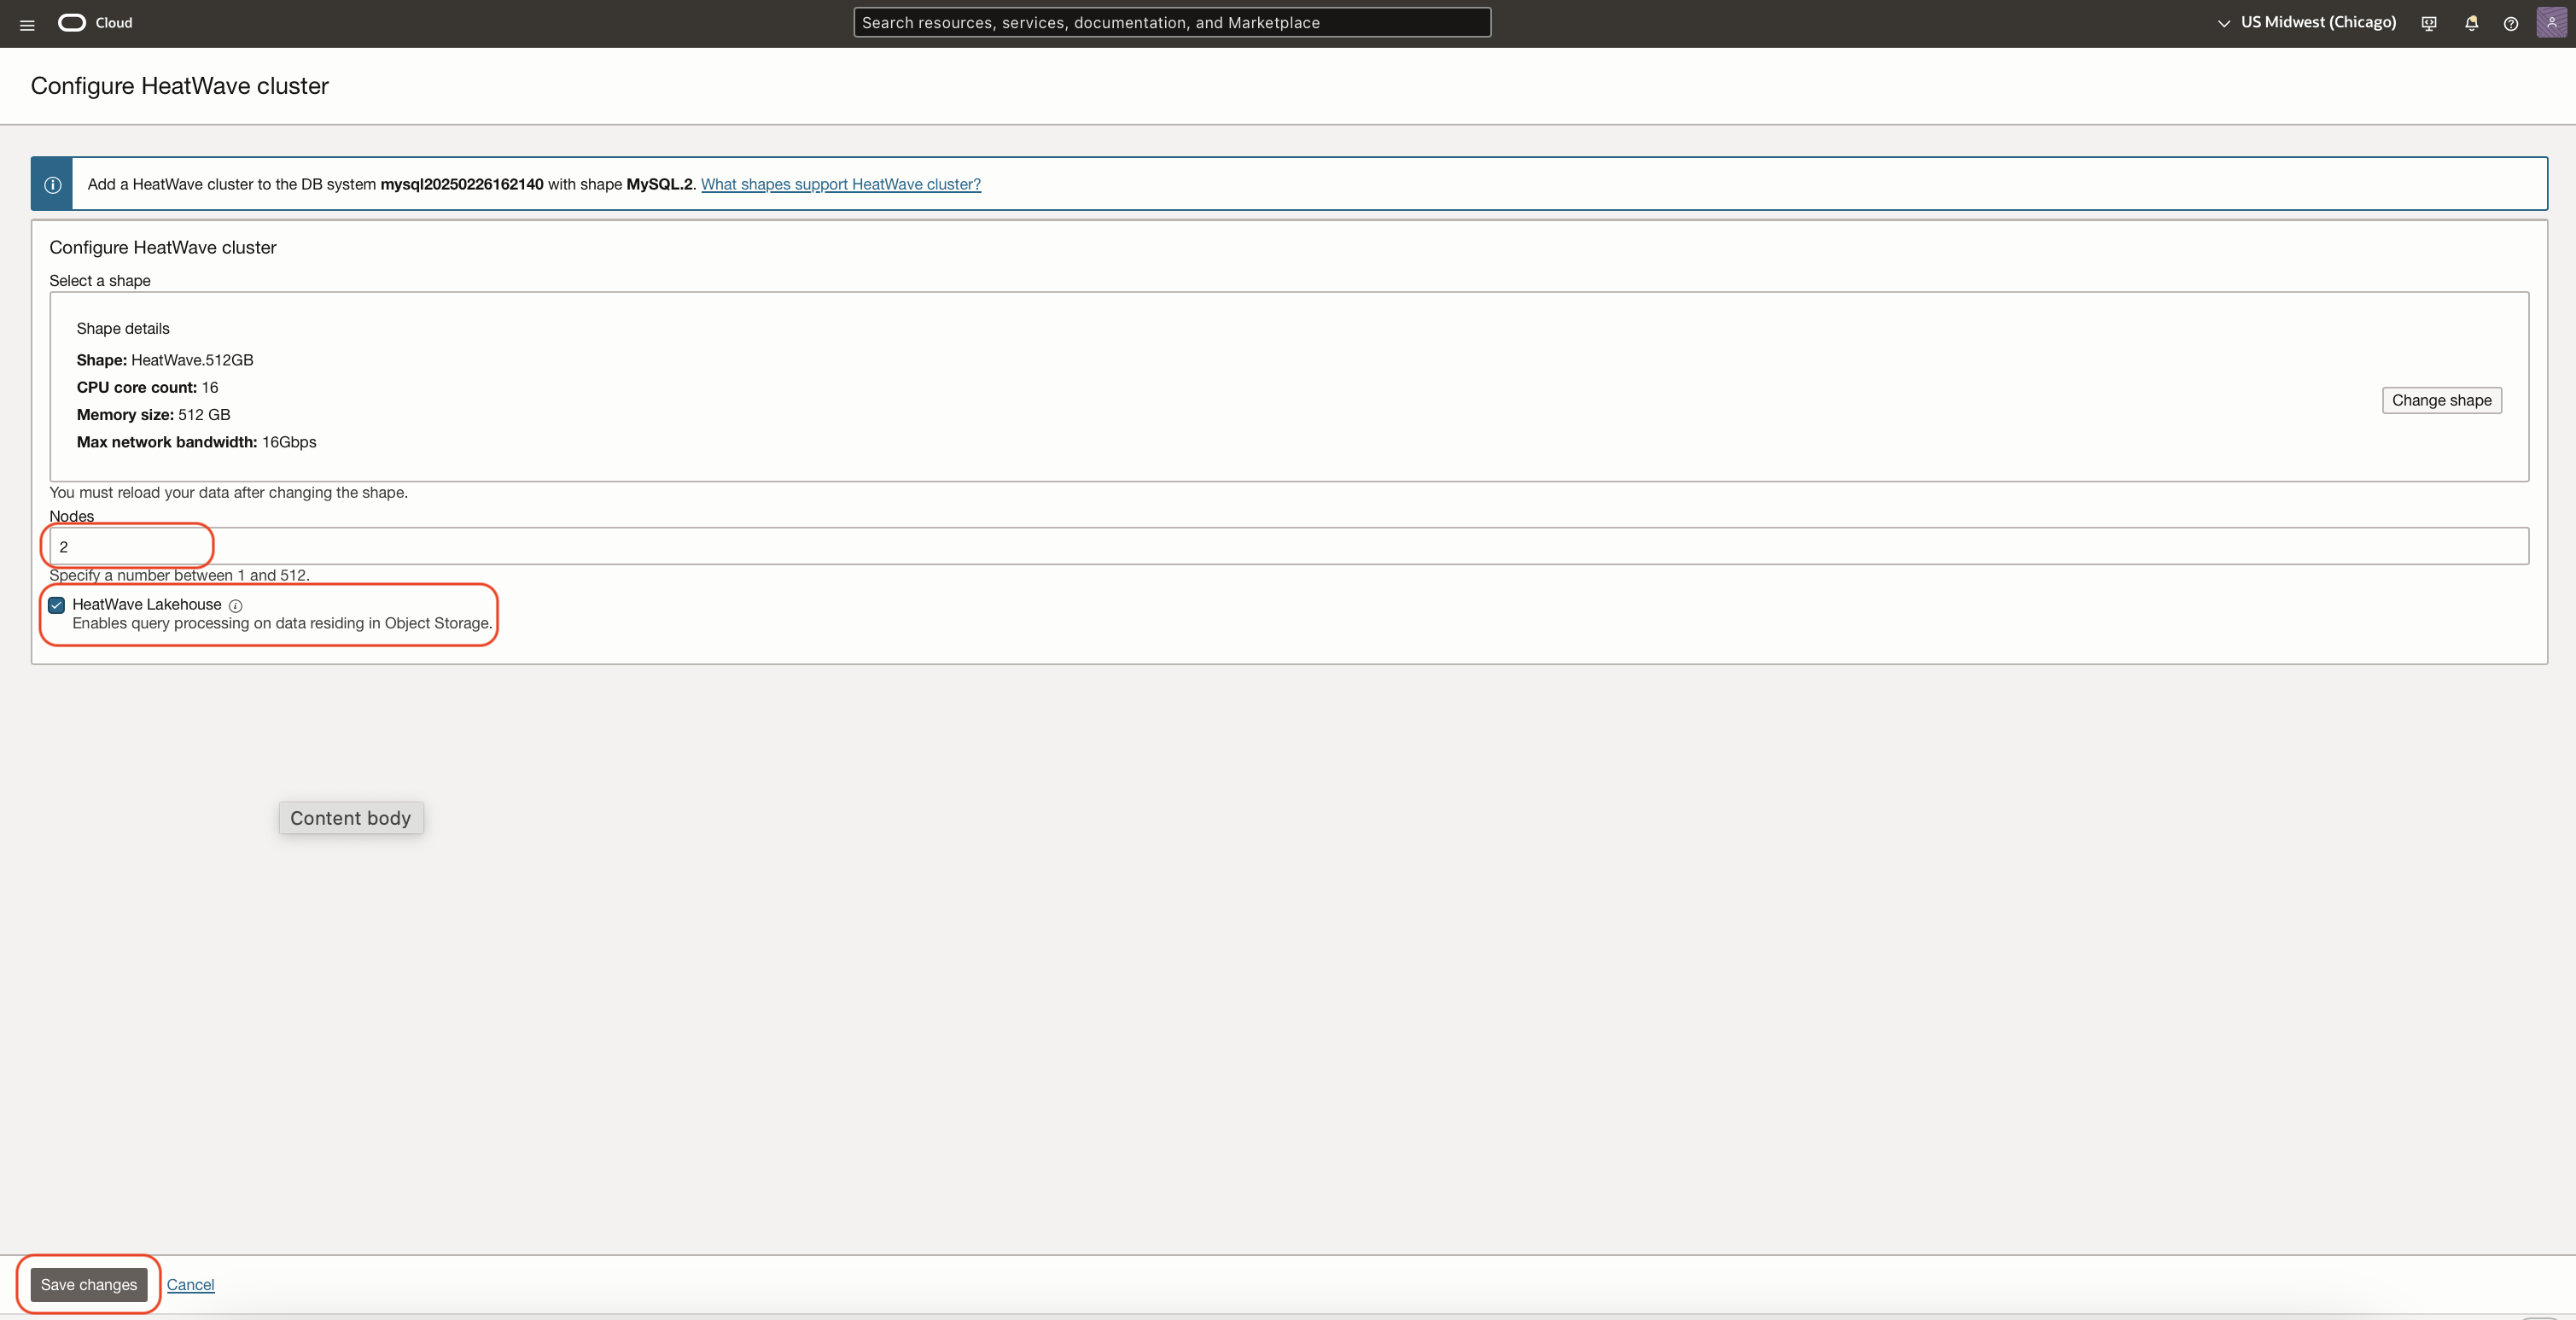 Cloud
Search resources, services, documentation, and Marketplace
US Midwest (Chicago)
Configure HeatWave cluster
Add a HeatWave cluster to the DB system mysql20250226162140 with shape MySQL.2. What shapes support HeatWave cluster?
Configure HeatWave cluster
Select a shape
Shape details
Shape: HeatWave.512GB
CPU core count: 16
Memory size: 512 GB
Max network bandwidth: 16Gbps
Change shape
You must reload your data after changing the shape.
Nodes
2
Specify a number between 1 and 512.
HeatWave Lakehouse
Enables query processing on data residing in Object Storage.
Content body
Save changes
Cancel